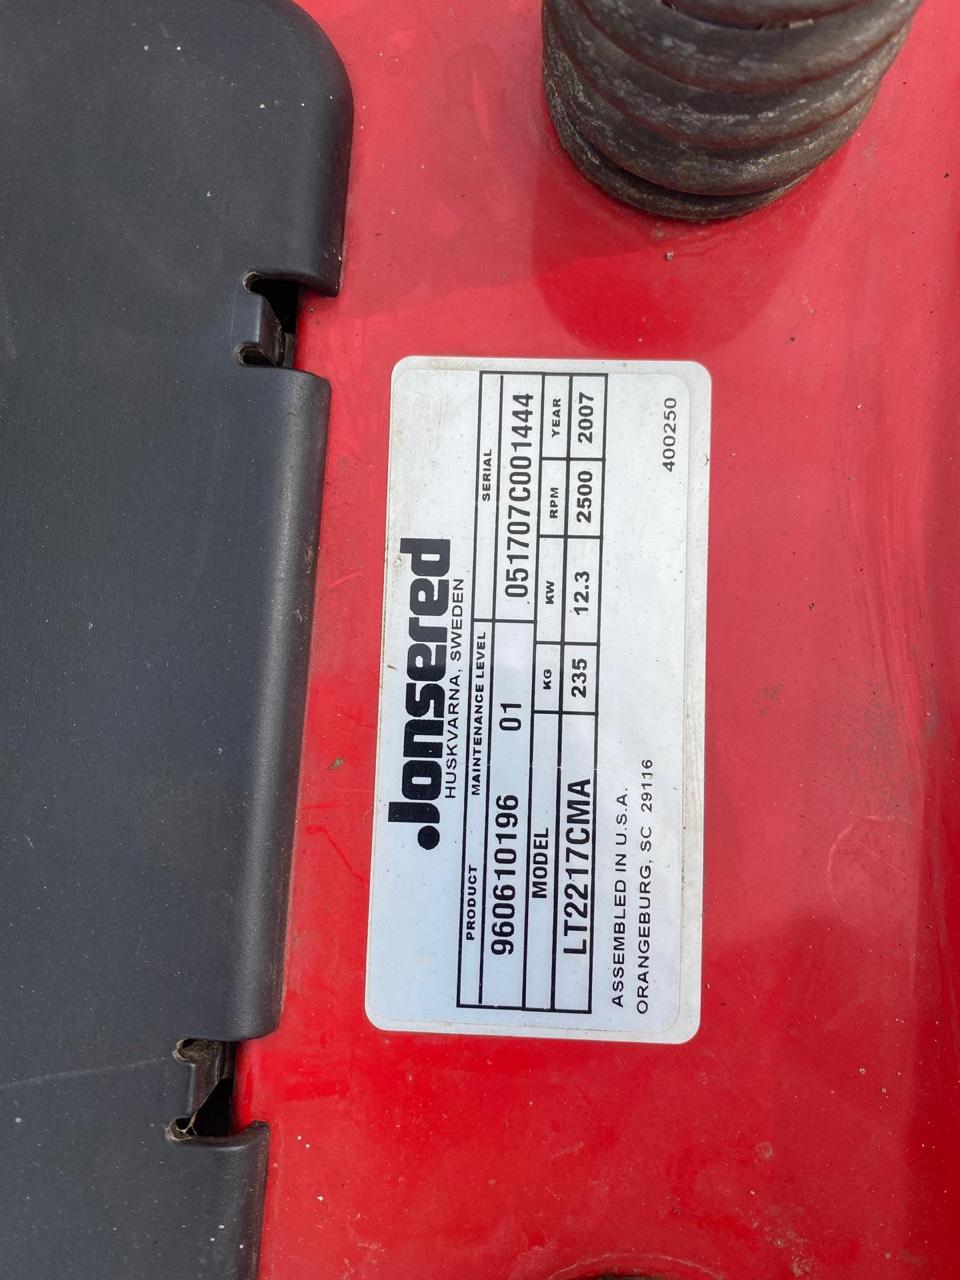 Jonsered
HUSKVARNA, SWEDEN
PRODUCT MAINTENANCE LEVEL SERIAL
960610196 01 051707C001444
MODEL KG KW RPM YEAR
LT2217CMA 235 12.3 2500 2007
ASSEMBLED IN U.S.A.
ORANGEBURG, SC 29116
400250